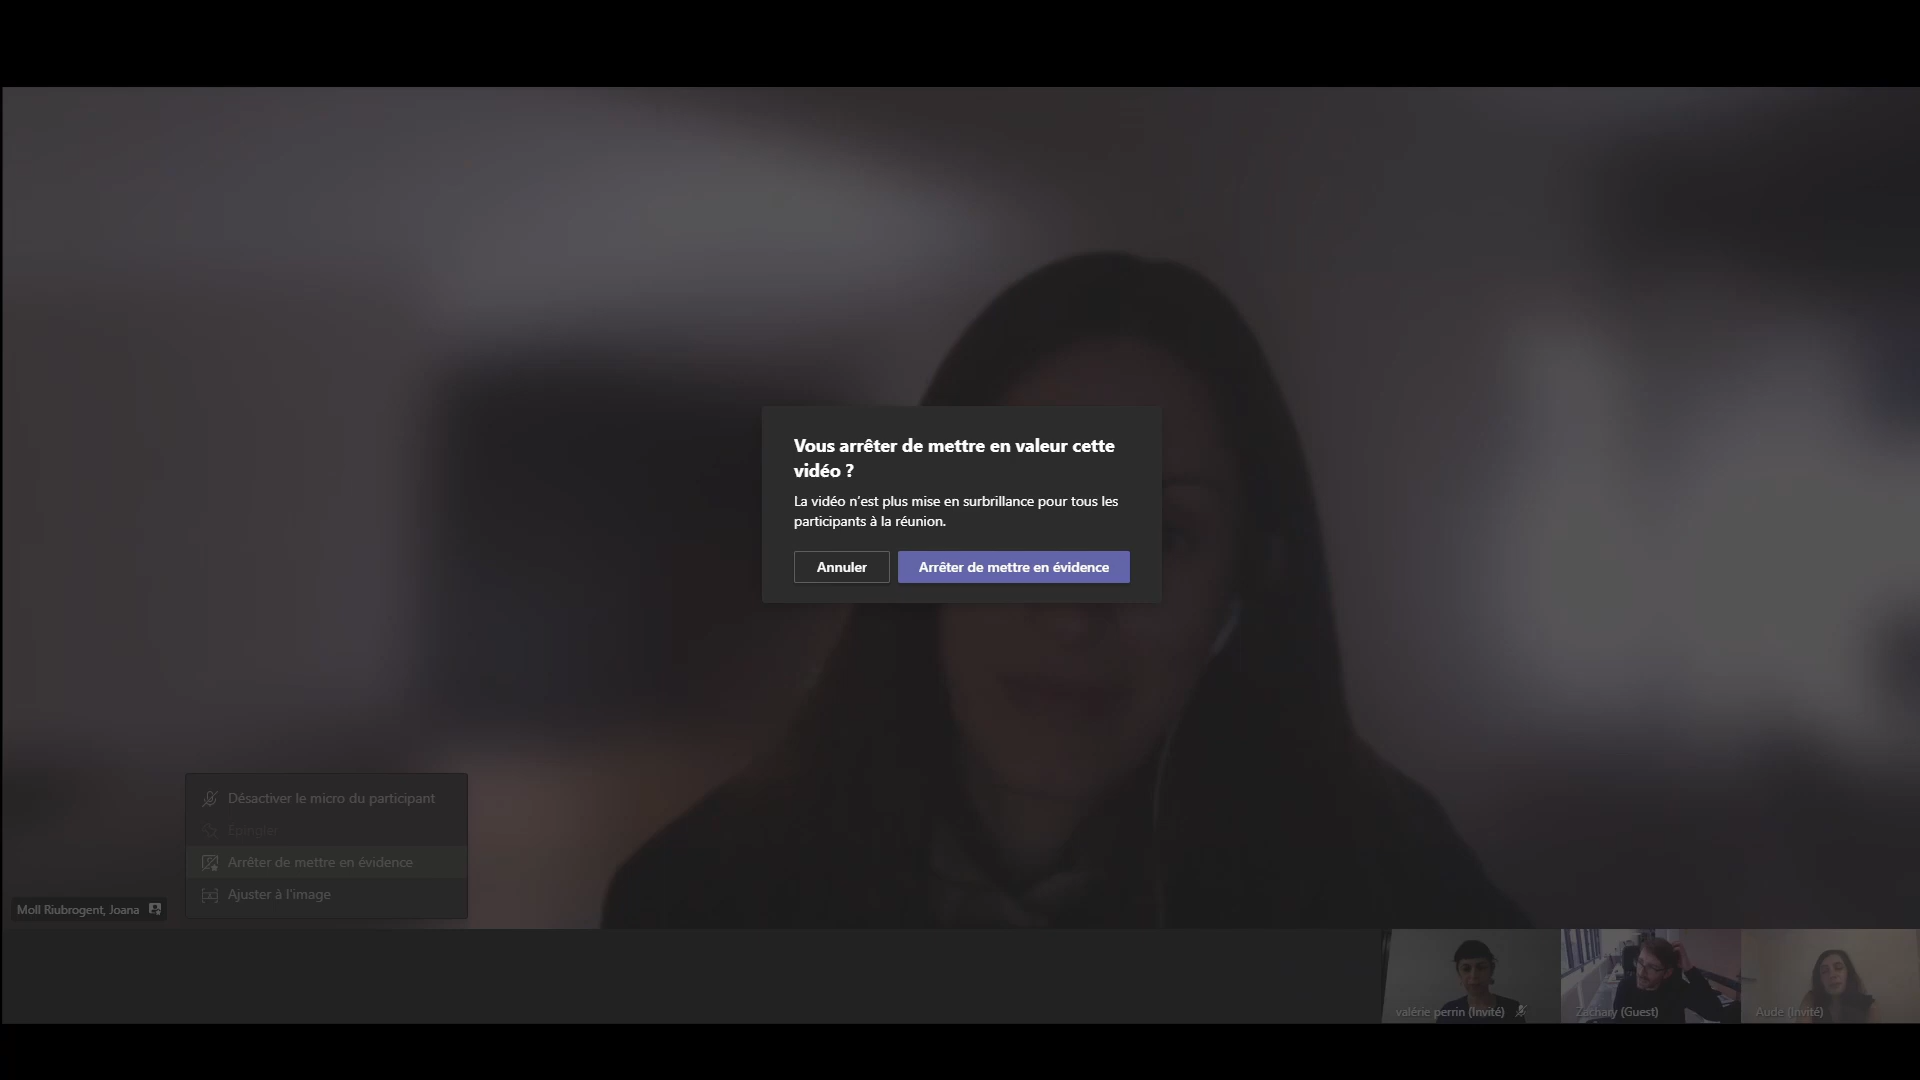 Vous arrêter de mettre en valeur cette
vidéo ?
La vidéo n’est plus mise en surbrillance pour tous les
participants à la réunion.
Annuler
Arrêter de mettre en évidence
Désactiver le micro du participant
Épingler
Arrêter de mettre en évidence
Ajuster à l'image
Moll Riubrogent, Joana
valérie perrin (Invité)
Zachary (Guest)
Aude (Invité)